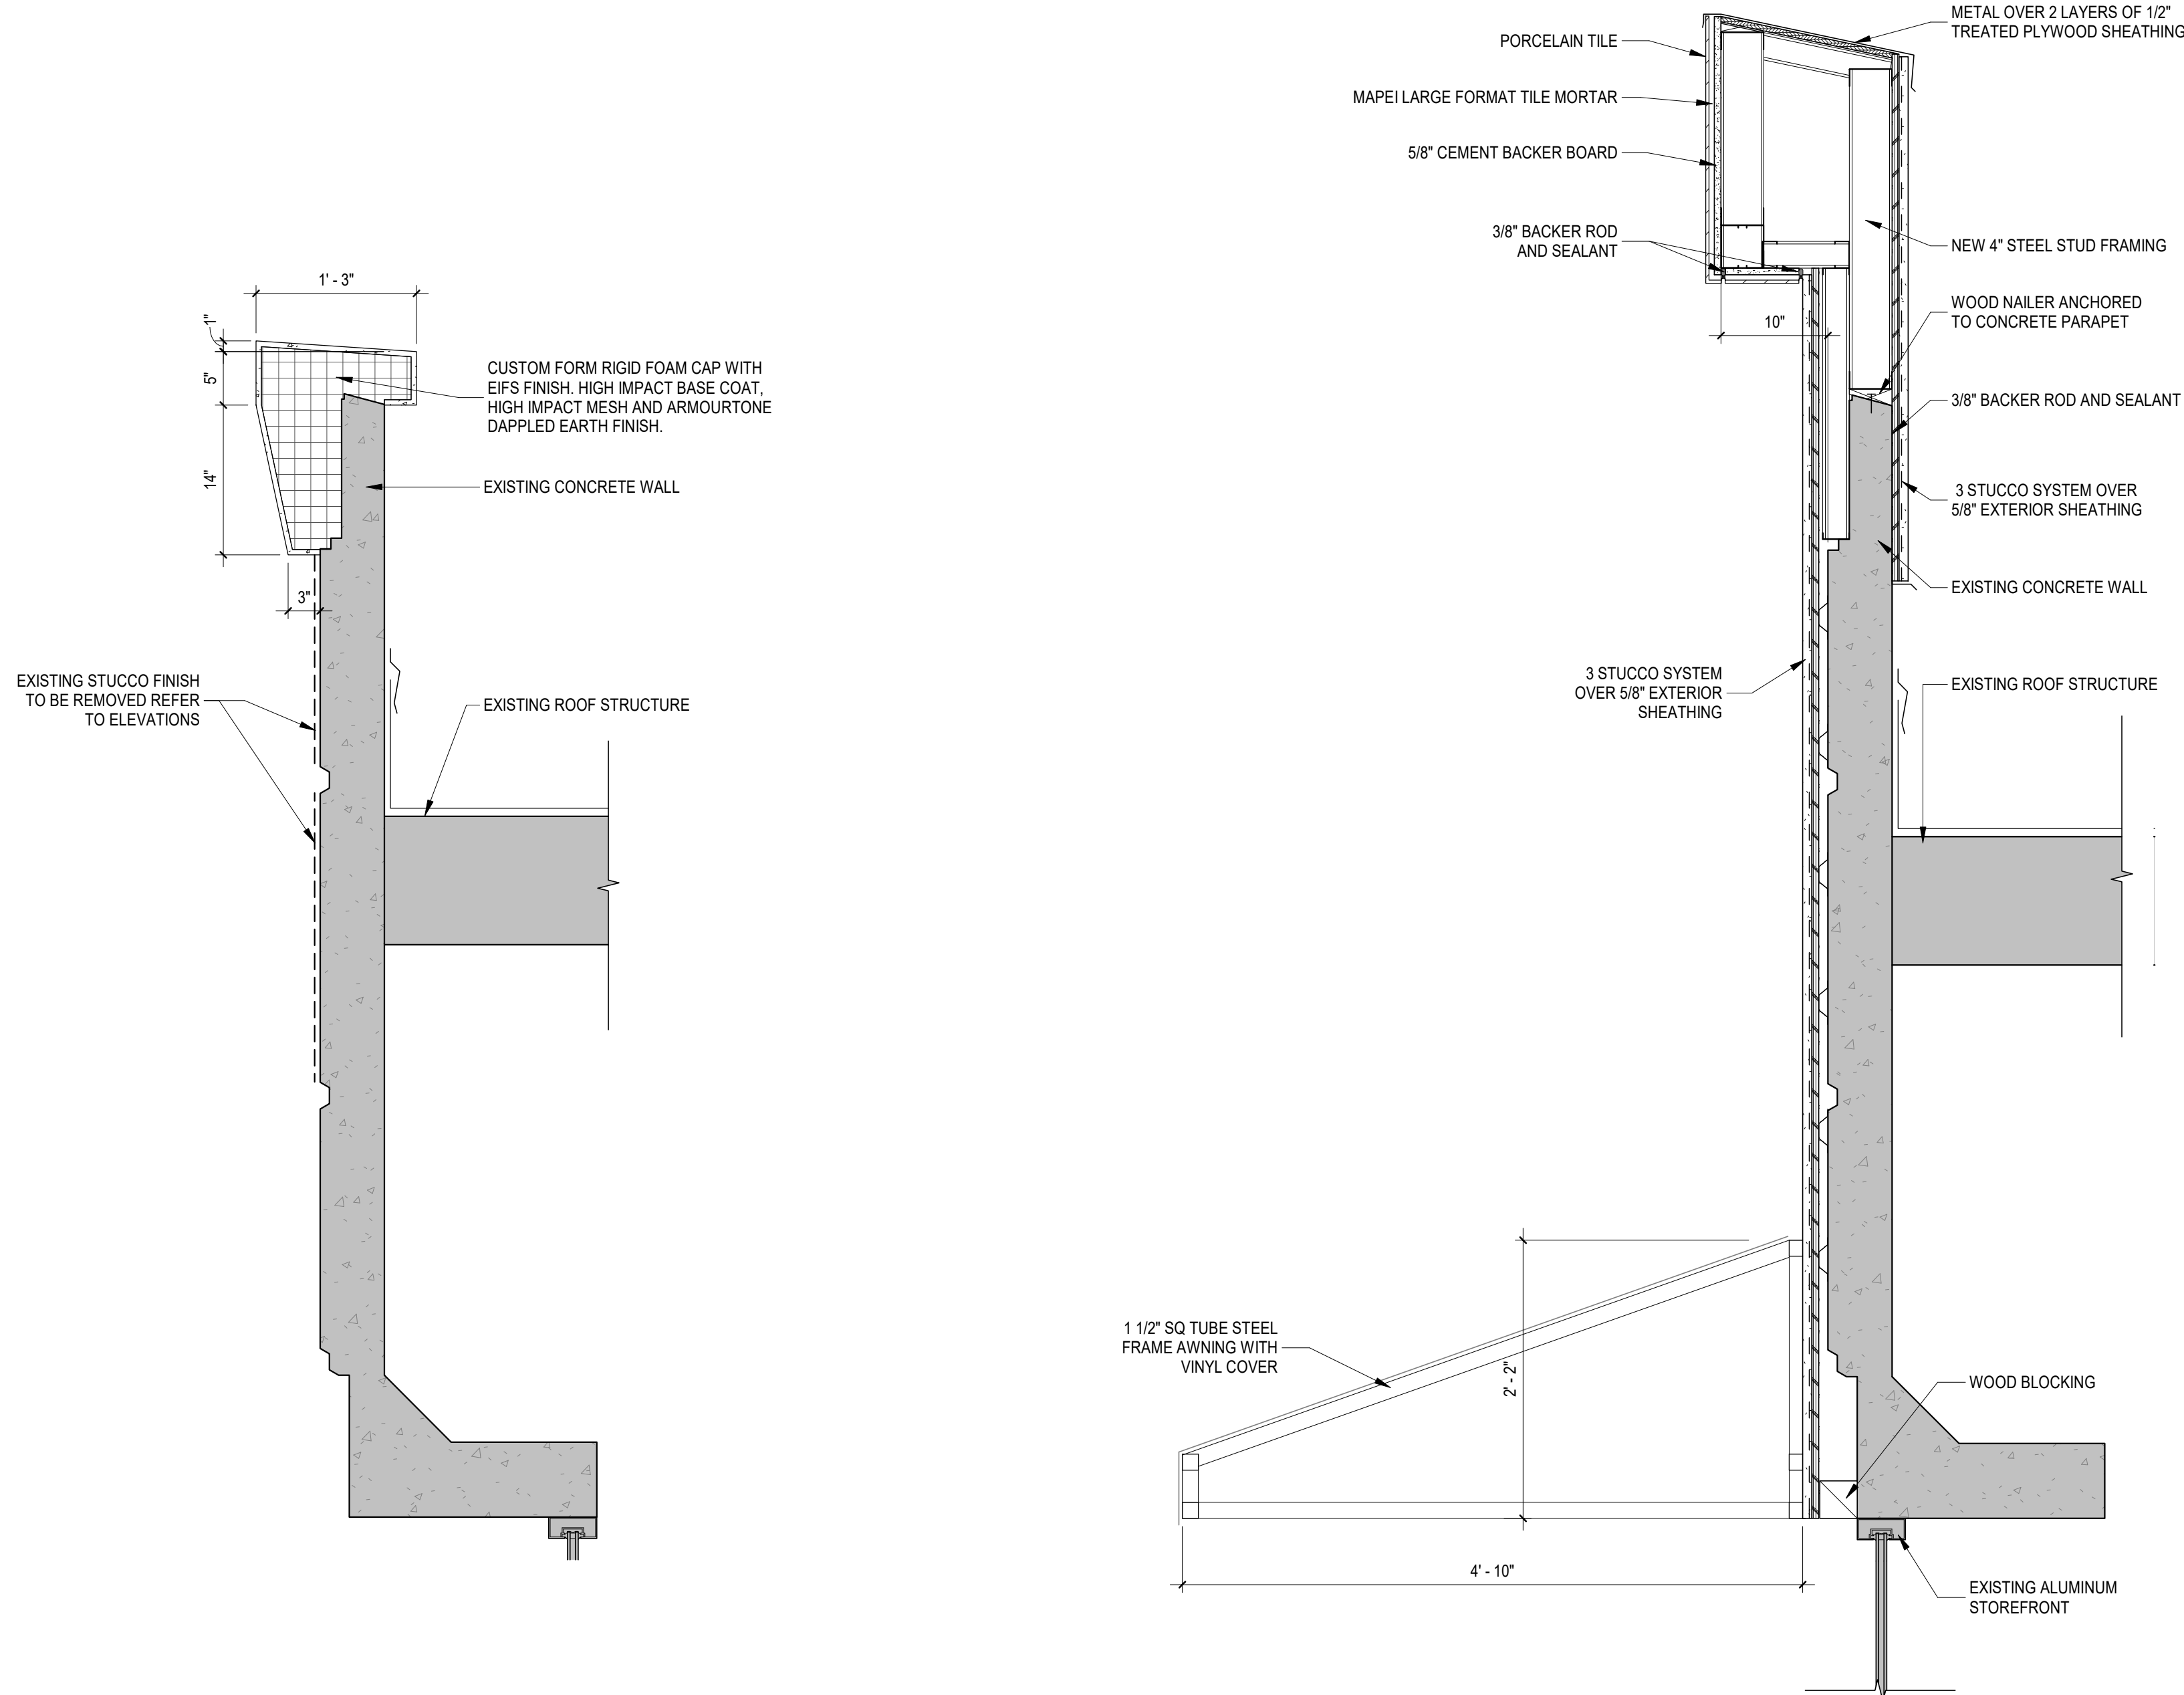 1' - 3"
1"
5"
14"
3"
CUSTOM FORM RIGID FOAM CAP WITH
EIFS FINISH. HIGH IMPACT BASE COAT,
HIGH IMPACT MESH AND ARMOURTONE
DAPPLED EARTH FINISH.
EXISTING CONCRETE WALL
EXISTING STUCCO FINISH
TO BE REMOVED REFER
TO ELEVATIONS
EXISTING ROOF STRUCTURE
PORCELAIN TILE
MAPEI LARGE FORMAT TILE MORTAR
5/8" CEMENT BACKER BOARD
3/8" BACKER ROD
AND SEALANT
10"
3 STUCCO SYSTEM
OVER 5/8" EXTERIOR
SHEATHING
1 1/2" SQ TUBE STEEL
FRAME AWNING WITH
VINYL COVER
2' - 2"
4' - 10"
METAL OVER 2 LAYERS OF 1/2"
TREATED PLYWOOD SHEATHING
NEW 4" STEEL STUD FRAMING
WOOD NAILER ANCHORED
TO CONCRETE PARAPET
3/8" BACKER ROD AND SEALANT
3 STUCCO SYSTEM OVER
5/8" EXTERIOR SHEATHING
EXISTING CONCRETE WALL
EXISTING ROOF STRUCTURE
WOOD BLOCKING
EXISTING ALUMINUM
STOREFRONT